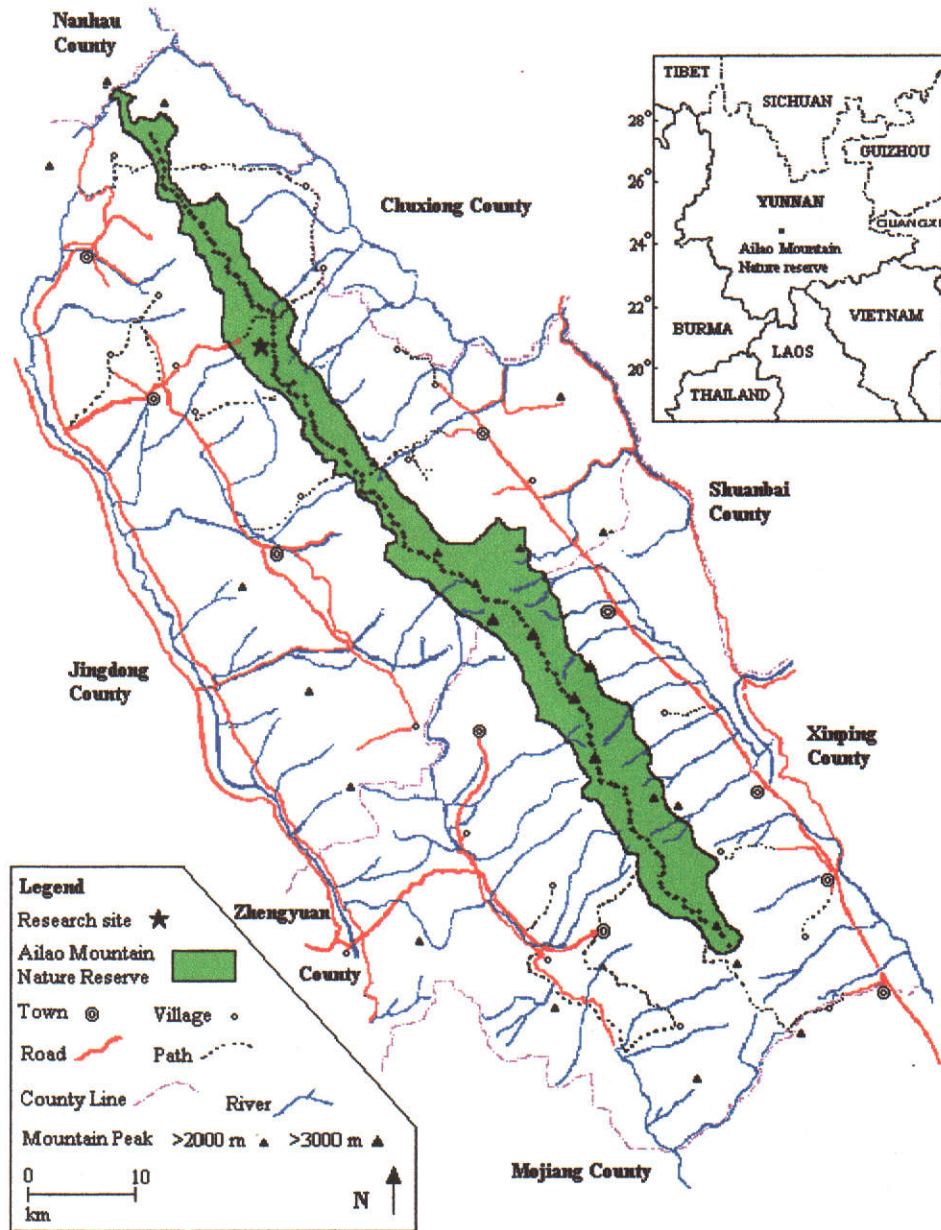 Nanhau
County
TIBET
SICHUAN
28°
GUIZHOU
26°
YUNNAN
GUANGXI
24°
Ailao Mountain
Nature reserve
22°
BURMA
VIETNAM
LAOS
20°
THAILAND
Chuxiong County
Shuanbai
County
Jingdong
County
Xinping
County
Zhengyuan
County
Mojiang County
Legend
Research site
Ailao Mountain
Nature Reserve
Town
Village
Road
Path
County Line
River
Mountain Peak >2000 m >3000 m
0 10
km
N